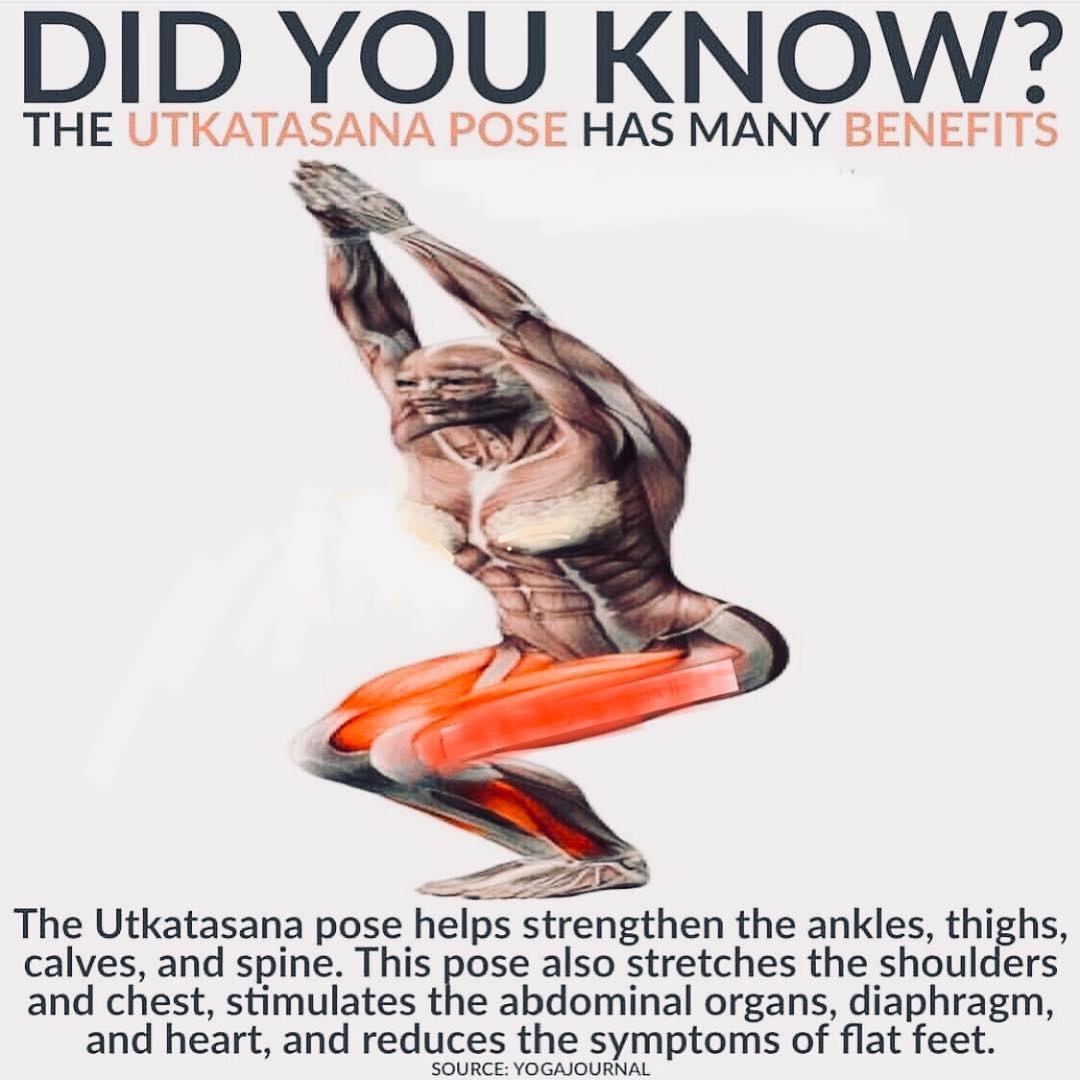 DID YOU KNOW?
THE UTKATASANA POSE HAS MANY BENEFITS
The Utkatasana pose helps strengthen the ankles, thighs,
calves, and spine. This pose also stretches the shoulders
and chest, stimulates the abdominal organs, diaphragm,
and heart, and reduces the symptoms of flat feet.
SOURCE: YOGAJOURNAL